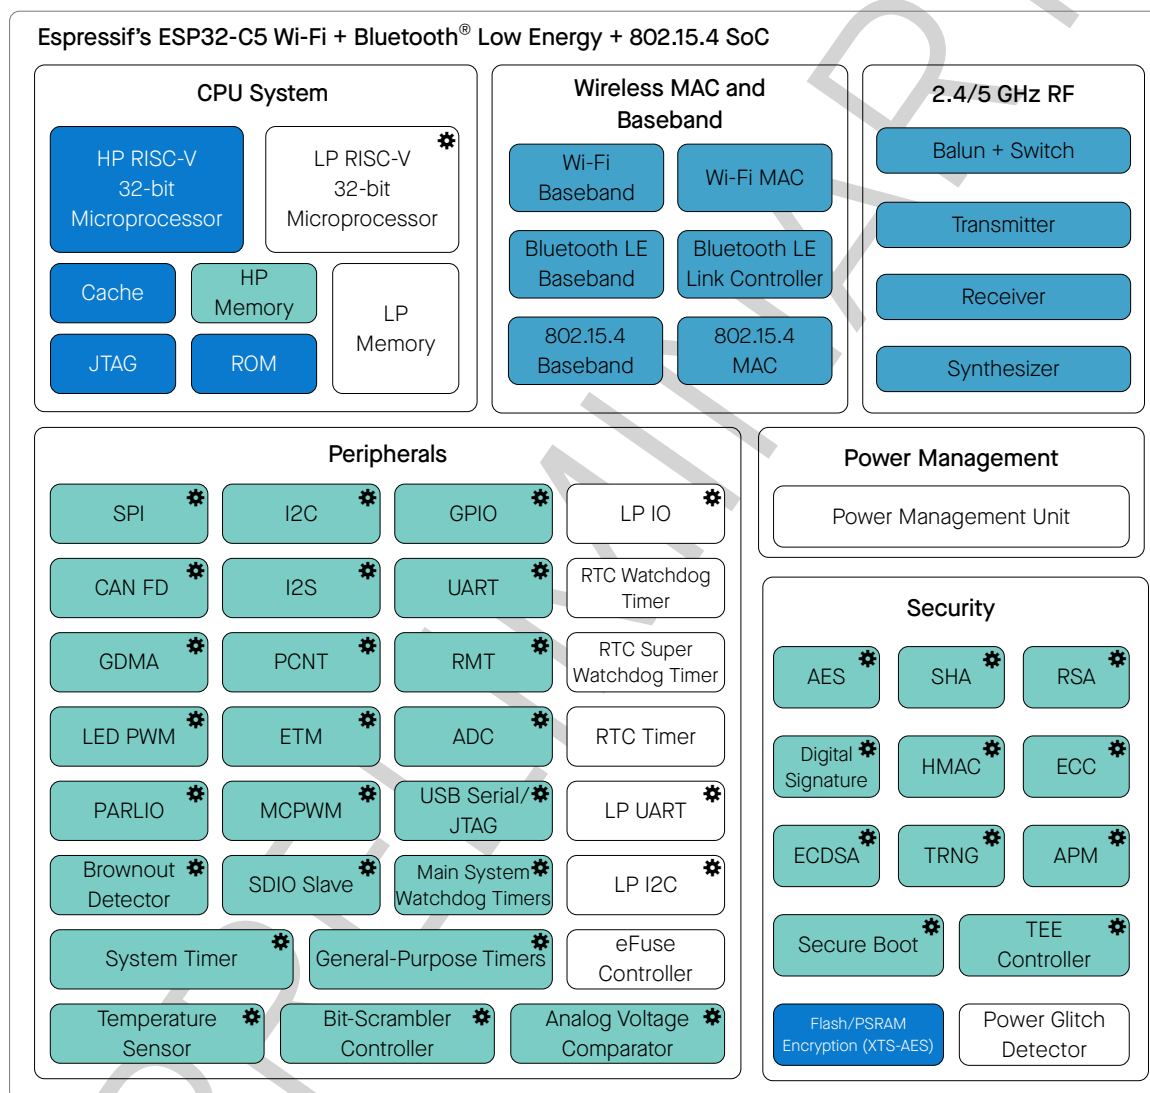 Espressif's ESP32-C5 Wi-Fi + Bluetooth® Low Energy + 802.15.4 SoC
CPU System
HP RISC-V
32-bit
Microprocessor
LP RISC-V
32-bit
Microprocessor
Cache
HP
Memory
LP
Memory
JTAG
ROM
Wireless MAC and
Baseband
Wi-Fi
Baseband
Wi-Fi MAC
Bluetooth LE
Baseband
Bluetooth LE
Link Controller
802.15.4
Baseband
802.15.4
MAC
2.4/5 GHz RF
Balun + Switch
Transmitter
Receiver
Synthesizer
Peripherals
SPI
I2C
GPIO
LP IO
CAN FD
I2S
UART
RTC Watchdog
Timer
GDMA
PCNT
RMT
RTC Super
Watchdog Timer
LED PWM
ETM
ADC
RTC Timer
PARLIO
MCPWM
USB Serial/
JTAG
LP UART
Brownout
Detector
SDIO Slave
Main System
Watchdog Timers
LP I2C
System Timer
General-Purpose Timers
eFuse
Controller
Temperature
Sensor
Bit-Scrambler
Controller
Analog Voltage
Comparator
Power Management
Power Management Unit
Security
AES
SHA
RSA
Digital
Signature
HMAC
ECC
ECDSA
TRNG
APM
Secure Boot
TEE
Controller
Flash/PSRAM
Encryption (XTS-AES)
Power Glitch
Detector
PRELIMINARY